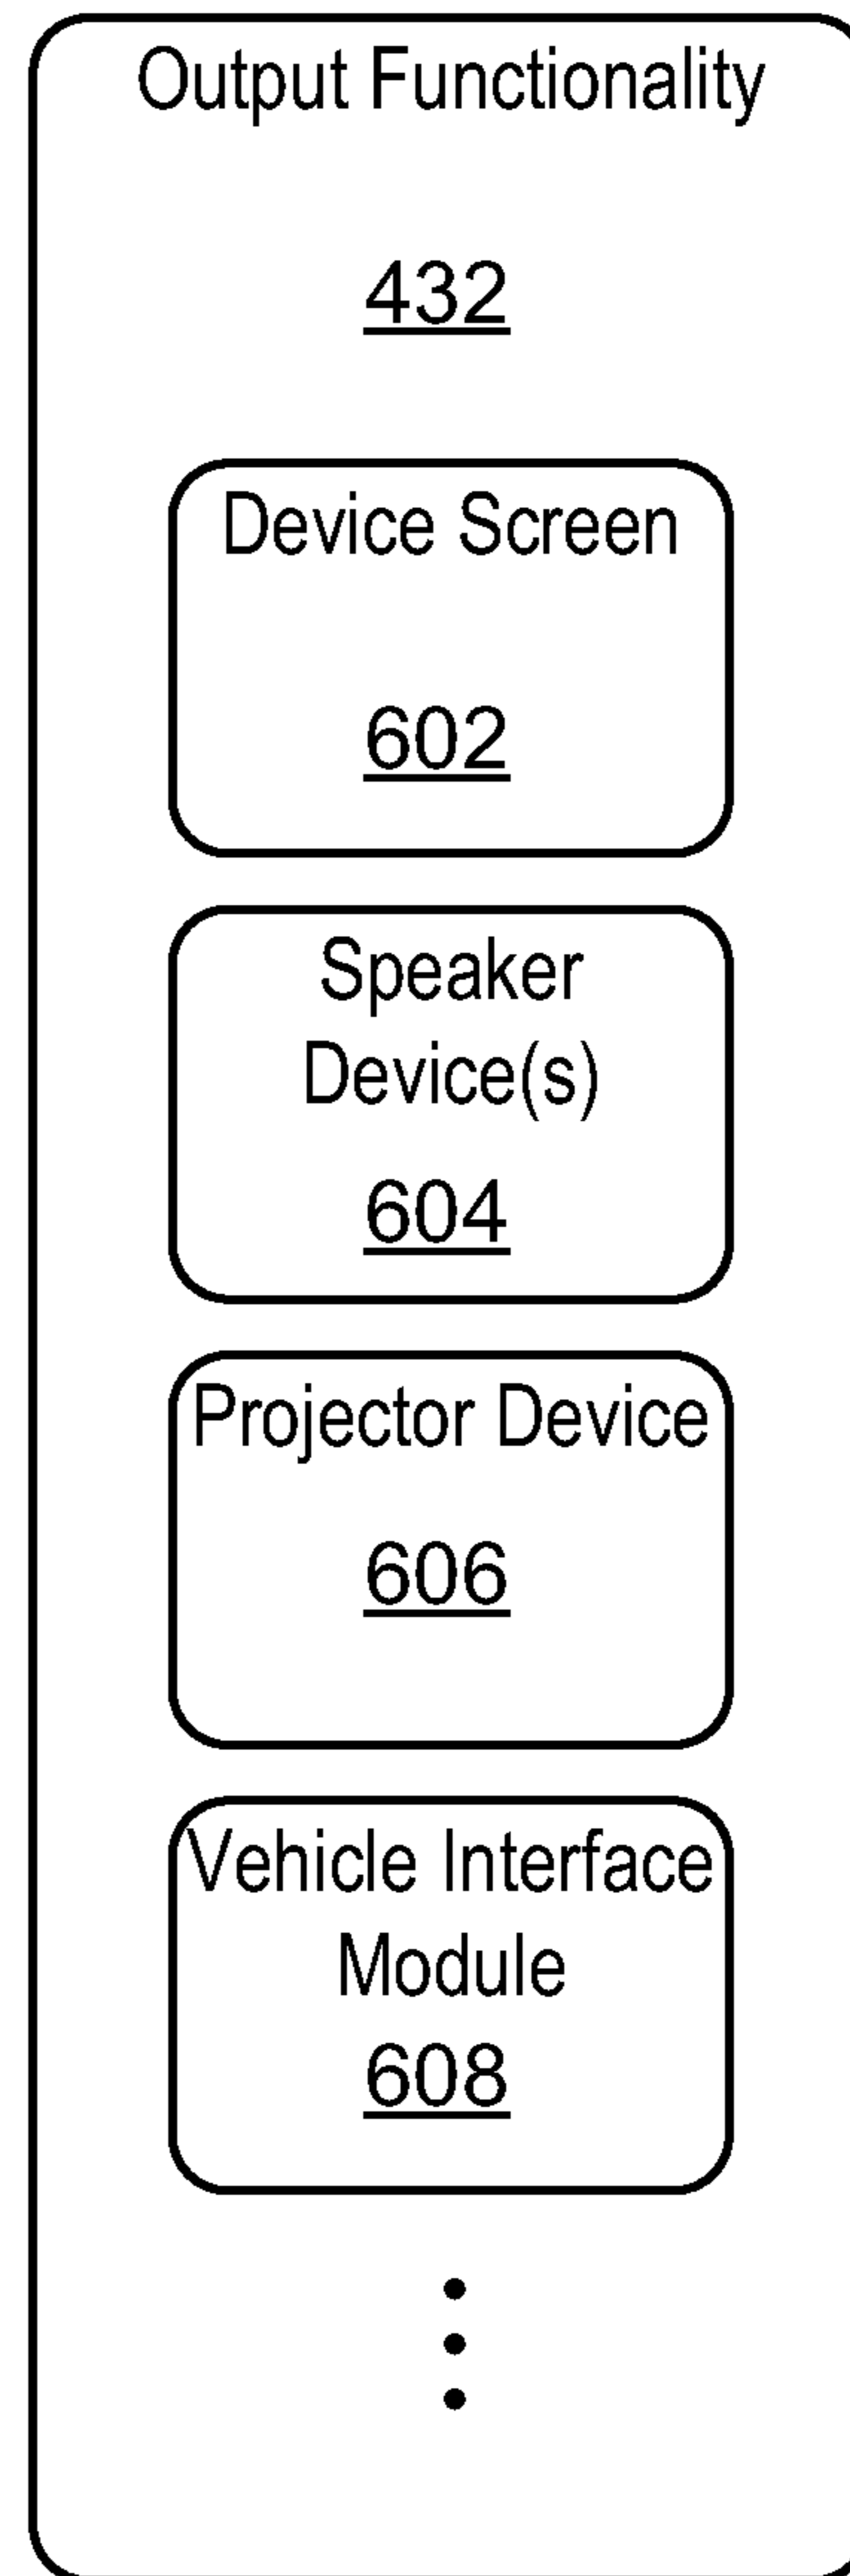 Output Functionality
432
Device Screen
602
Speaker
Device(s)
604
Projector Device
606
Vehicle Interface
Module
608